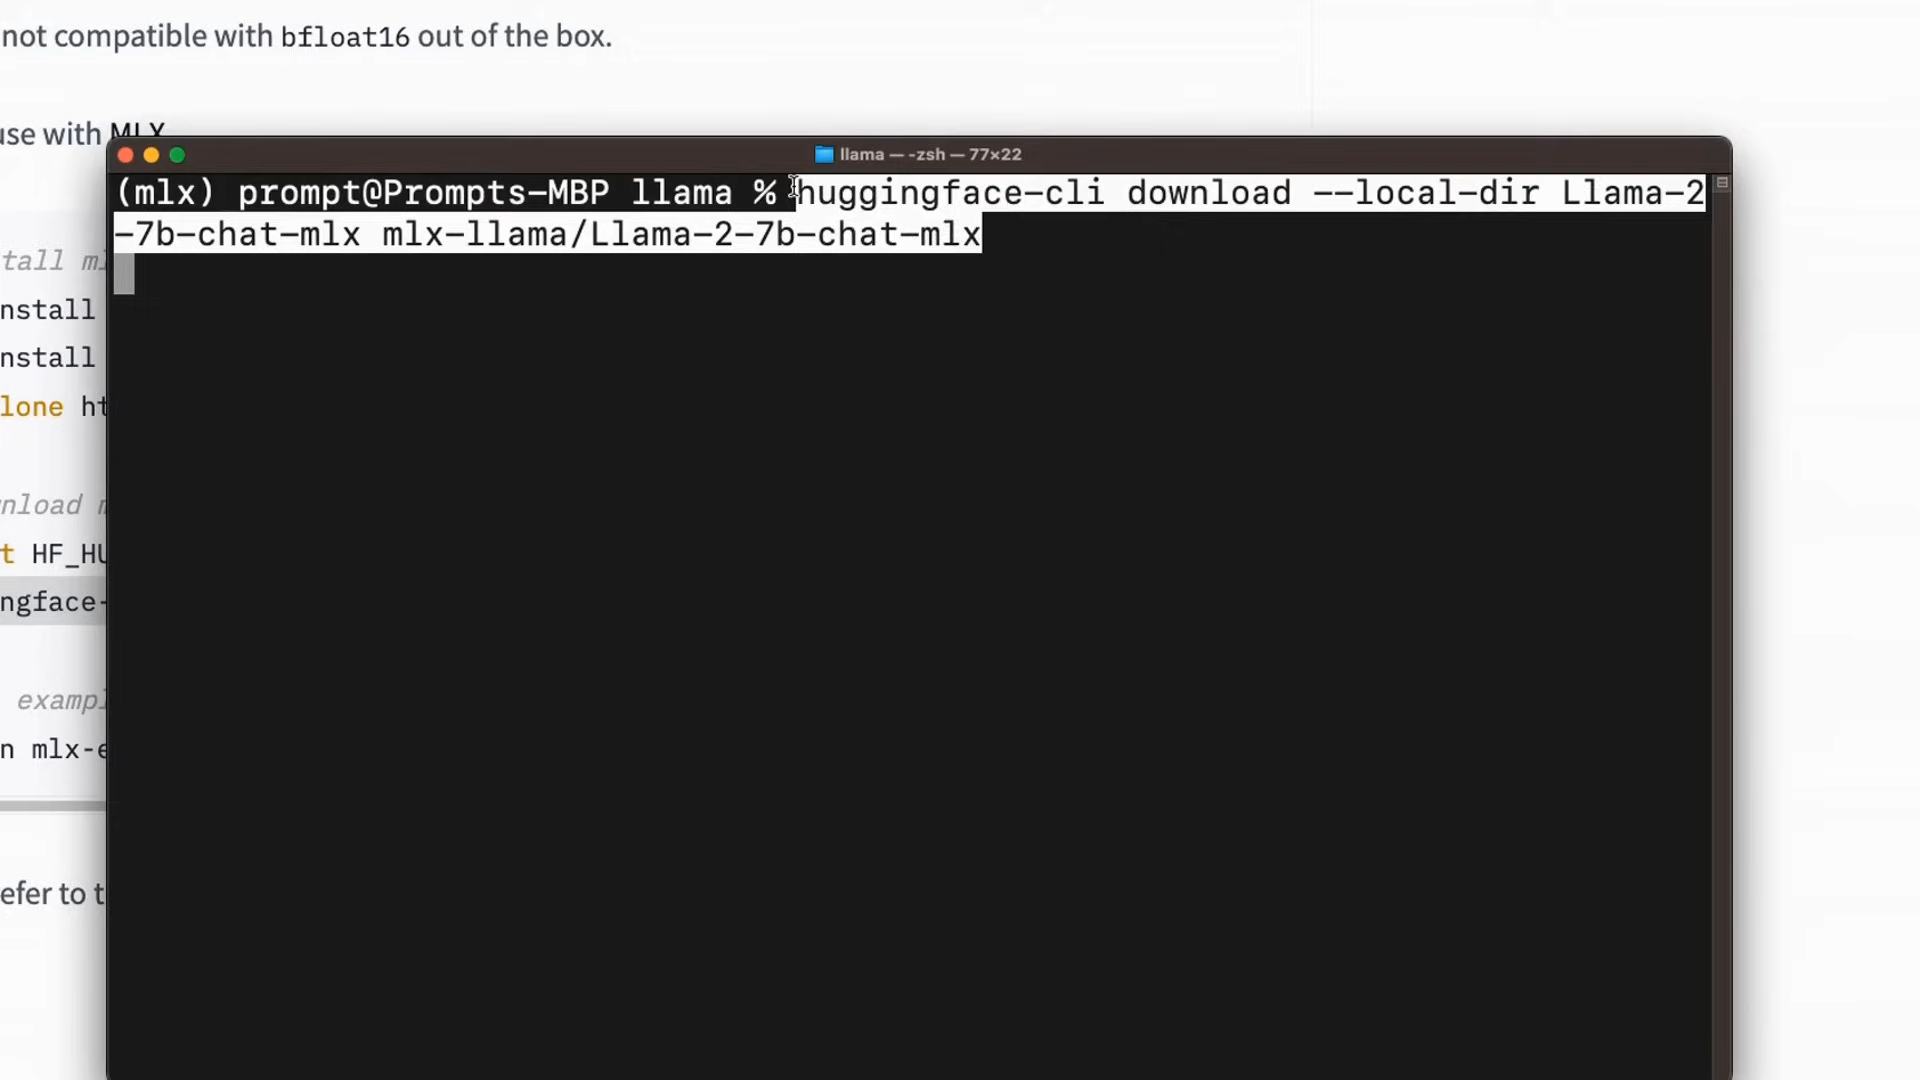 not compatible with bfloat16 out of the box.
use with MLX
llama — -zsh — 77×22
(mlx) prompt@Prompts-MBP llama % huggingface-cli download --local-dir Llama-2
-7b-chat-mlx mlx-llama/Llama-2-7b-chat-mlx
tall ml
nstall
nstall
lone ht
nload m
t HF_HU
ngface-
exampl
n mlx-e
efer to t